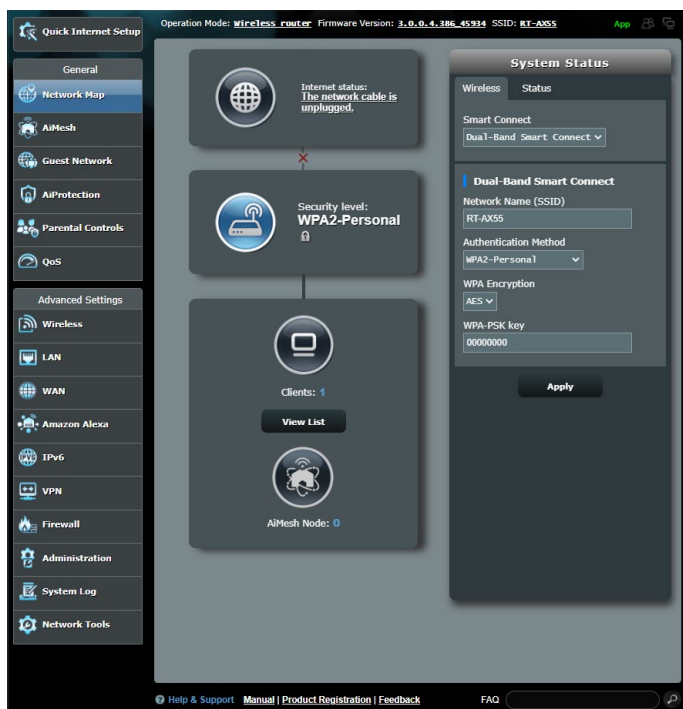 Quick Internet Setup
Operation Mode: Wireless router Firmware Version: 3.0.0.4.386_45934 SSID: RT-AX55 App
General
Network Map
AiMesh
Guest Network
AiProtection
Parental Controls
QoS
Advanced Settings
Wireless
LAN
WAN
Amazon Alexa
IPv6
VPN
Firewall
Administration
System Log
Network Tools
Internet status:
The network cable is
unplugged.
Security level:
WPA2-Personal
Clients: 1
View List
AiMesh Node: 0
System Status
Wireless Status
Smart Connect
Dual-Band Smart Connect
Dual-Band Smart Connect
Network Name (SSID)
RT-AX55
Authentication Method
WPA2-Personal
WPA Encryption
AES
WPA-PSK key
00000000
Apply
Help & Support Manual | Product Registration | Feedback FAQ